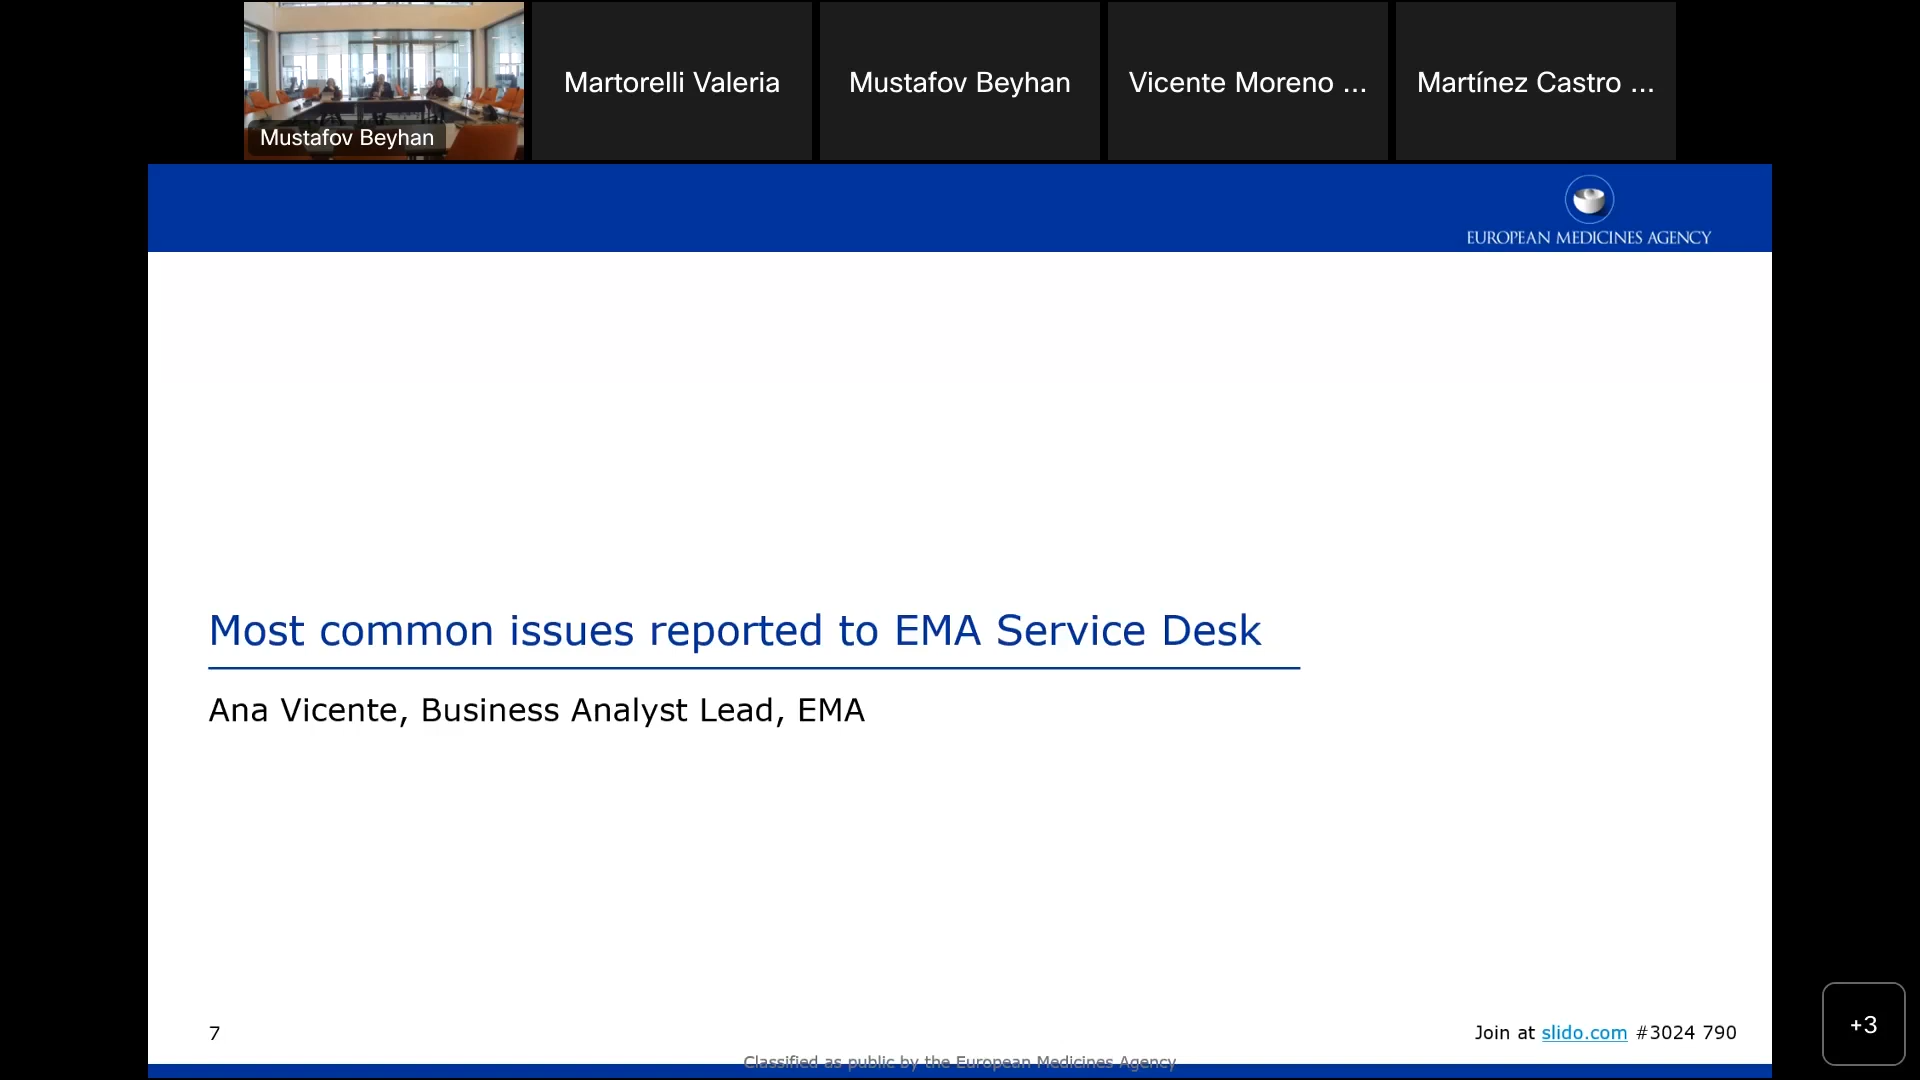 Martorelli Valeria
Mustafov Beyhan
Vicente Moreno ...
Martínez Castro ...
Mustafov Beyhan
EUROPEAN MEDICINES AGENCY
Most common issues reported to EMA Service Desk
Ana Vicente, Business Analyst Lead, EMA
7
Join at slido.com #3024 790
Classified as public by the European Medicines Agency
+3